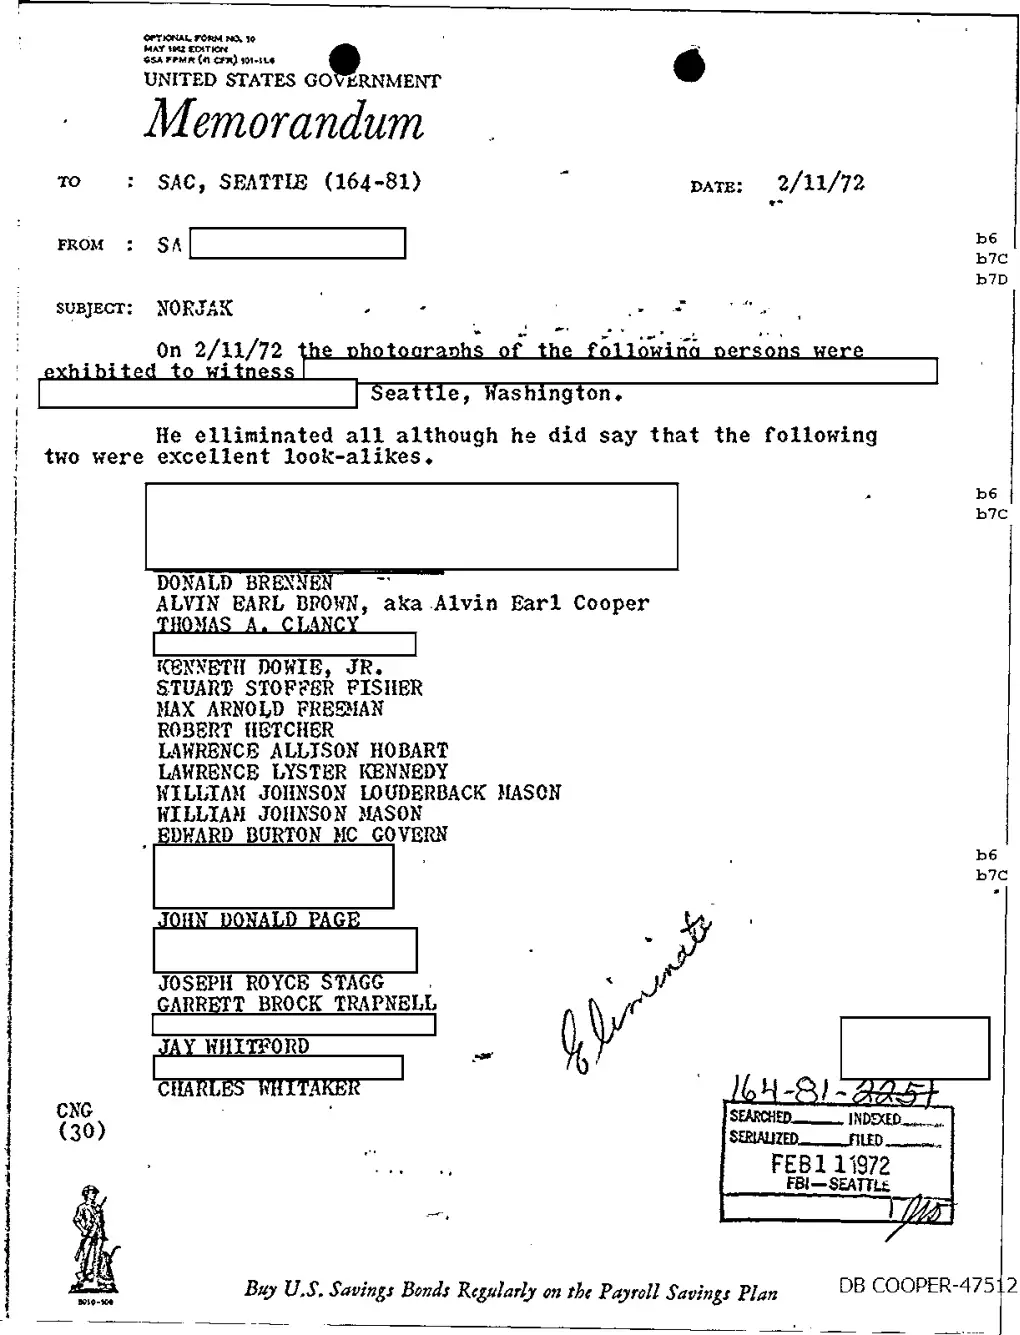 OPTIONAL FORM NO. 10
MAY 1962 EDITION
GSA FPMR (41 CFR) 101-11.6
UNITED STATES GOVERNMENT
Memorandum
TO : SAC, SEATTLE (164-81) DATE: 2/11/72
FROM : SA
b6
b7C
b7D
SUBJECT: NORJAK
On 2/11/72 the photographs of the following persons were
exhibited to witness
Seattle, Washington.
He elliminated all although he did say that the following
two were excellent look-alikes.
b6
b7C
DONALD BRENNEN
ALVIN EARL BROWN, aka Alvin Earl Cooper
THOMAS A. CLANCY
KENNETH DOWIE, JR.
STUART STOFFER FISHER
MAX ARNOLD FREEMAN
ROBERT HETCHER
LAWRENCE ALLISON HOBART
LAWRENCE LYSTER KENNEDY
WILLIAM JOHNSON LOUDERBACK MASON
WILLIAM JOHNSON MASON
EDWARD BURTON MC GOVERN
b6
b7C
JOHN DONALD PAGE
JOSEPH ROYCE STAGG
GARRETT BROCK TRAPNELL
JAY WHITFORD
CHARLES WHITAKER
Eliminate
CNG
(30)
164-81-2251
SEARCHED INDEXED
SERIALIZED FILED
FEB 11 1972
FBI—SEATTLE
5010-108
Buy U.S. Savings Bonds Regularly on the Payroll Savings Plan
DB COOPER-47512